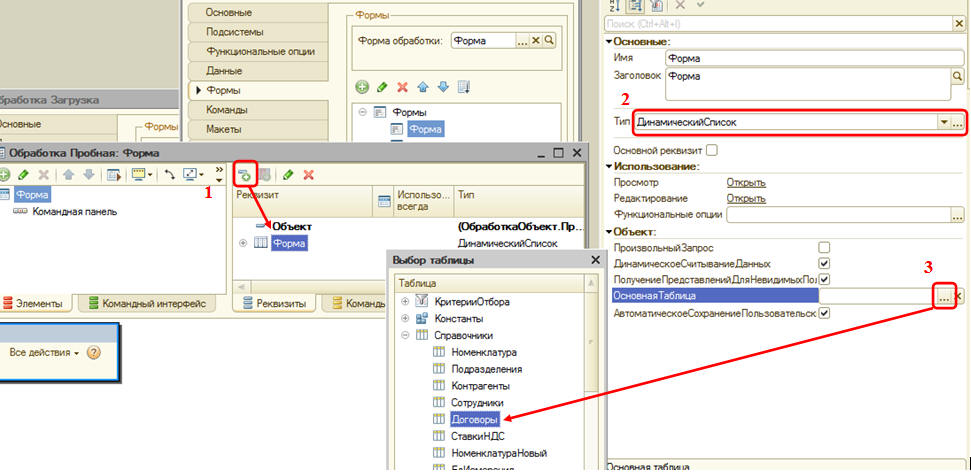 Основные
Подсистемы
Функциональные опции
Данные
Формы
Команды
Макеты
Формы
Форма обработки:
Форма
...
Формы
Форма
бработка Загрузка
Основные
Формы
Обработка Пробная: Форма
1
Форма
Командная панель
Реквизит
Использо... всегда
Тип
Объект
(ОбработкаОбъект.Пр...
Форма
ДинамическийСписок
Элементы
Командный интерфейс
Реквизиты
Команды
Все действия
?
Выбор таблицы
Таблица
КритерииОтбора
Константы
Справочники
Номенклатура
Подразделения
Контрагенты
Сотрудники
Договоры
СтавкиНДС
НоменклатураНовый
Поиск (Ctrl+Alt+I)
Основные:
Имя
Форма
Заголовок
Форма
2
Тип
ДинамическийСписок
...
Основной реквизит
Использование:
Просмотр
Открыть
Редактирование
Открыть
Функциональные опции
...
Объект:
ПроизвольныйЗапрос
ДинамическоеСчитываниеДанных
ПолучениеПредставленийДляНевидимыхПол
3
ОсновнаяТаблица
...
АвтоматическоеСохранениеПользовательск
Основная таблица